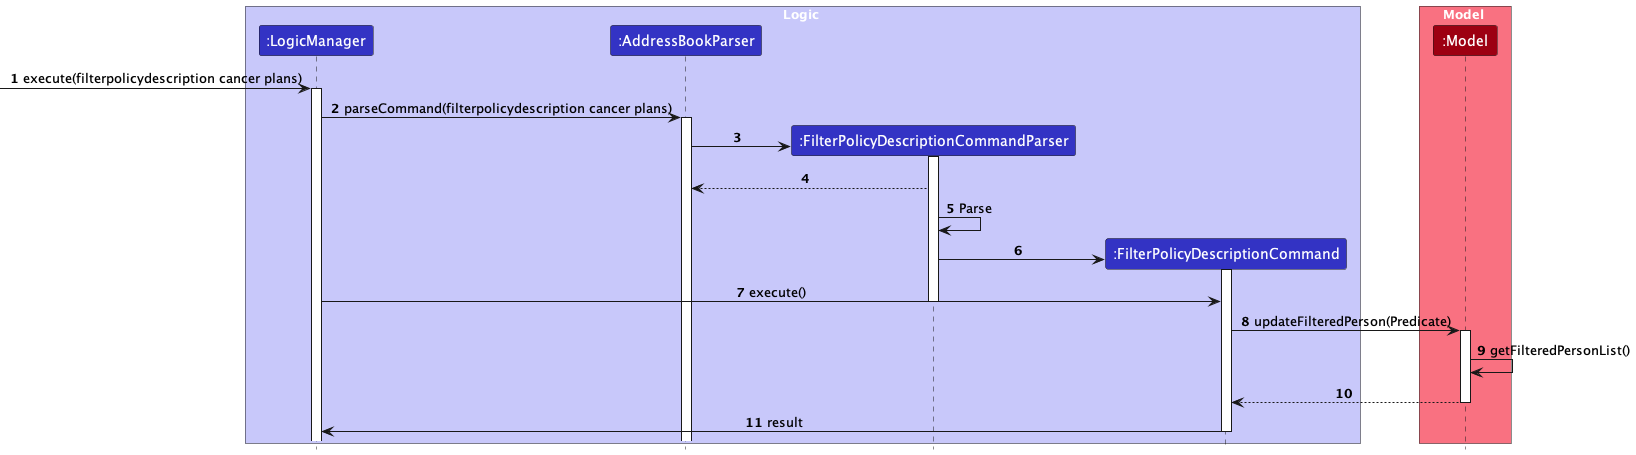 Logic
Model
:LogicManager
:AddressBookParser
:Model
1 execute(filterpolicydescription cancer plans)
2 parseCommand(filterpolicydescription cancer plans)
3
:FilterPolicyDescriptionCommandParser
4
5 Parse
6
:FilterPolicyDescriptionCommand
7 execute()
8 updateFilteredPerson(Predicate)
9 getFilteredPersonList()
10
11 result